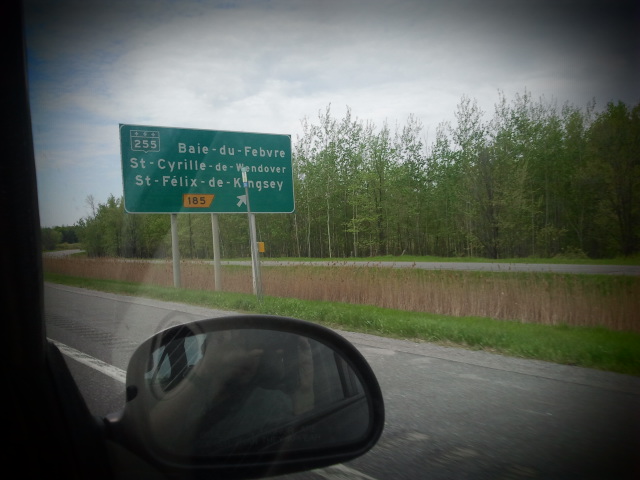 255 Baie-du-Febvre
St-Cyrille-de-Wendover
St-Félix-de-Kingsey
185